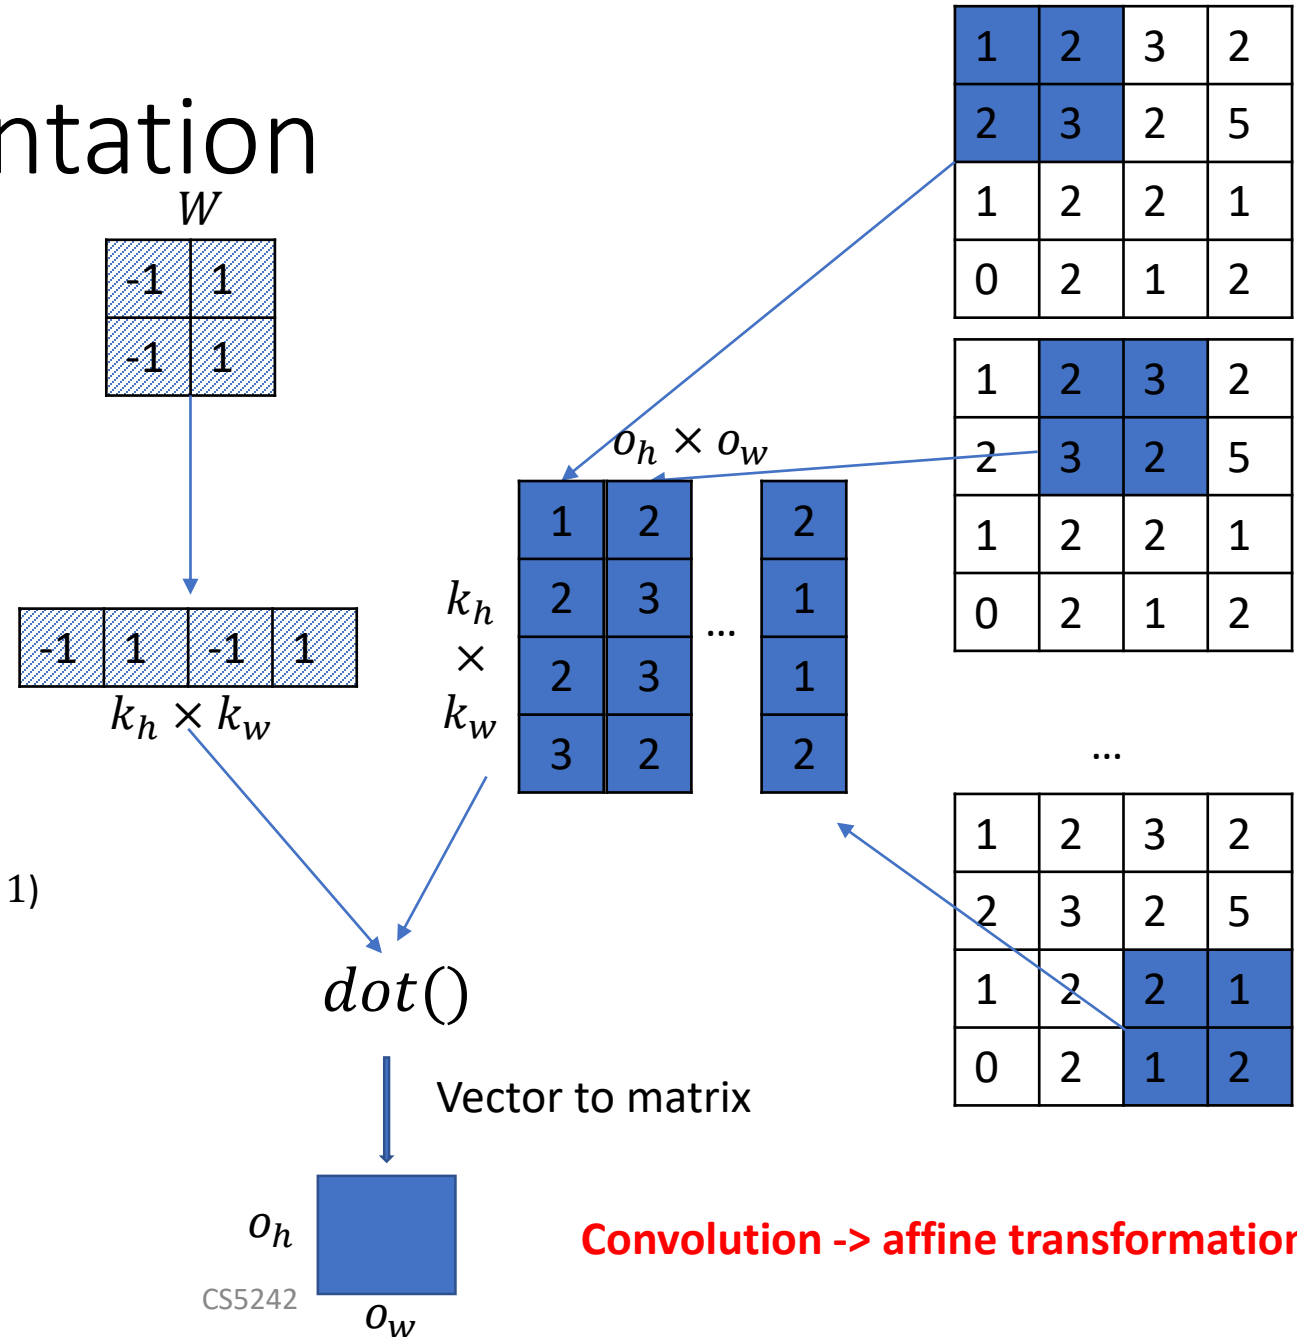 ntation
W
-1 1
-1 1
-1 1 -1 1
k_h × k_w
1)
o_h × o_w
k_h
×
k_w
1 2 2
2 3 1
... 
2 3 1
3 2 2
dot()
Vector to matrix
o_h
o_w
CS5242
1 2 3 2
2 3 2 5
1 2 2 1
0 2 1 2
1 2 3 2
2 3 2 5
1 2 2 1
0 2 1 2
...
1 2 3 2
2 3 2 5
1 2 2 1
0 2 1 2
Convolution -> affine transformation